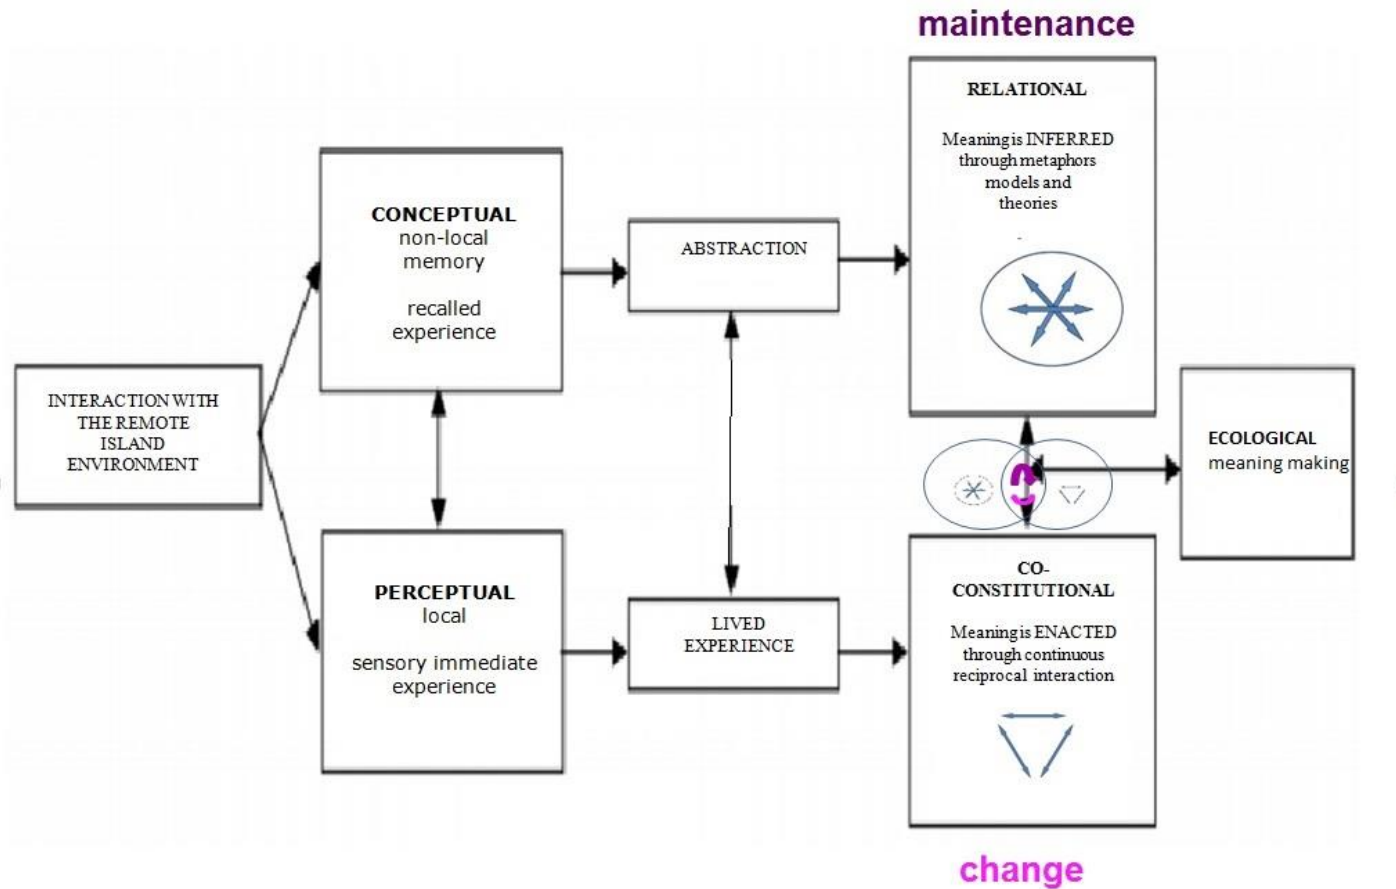 maintenance
RELATIONAL
Meaning is INFERRED
through metaphors
models and
theories
CONCEPTUAL
non-local
memory
recalled
experience
ABSTRACTION
INTERACTION WITH
THE REMOTE
ISLAND
ENVIRONMENT
ECOLOGICAL
meaning making
PERCEPTUAL
local
sensory immediate
experience
LIVED
EXPERIENCE
CO-
CONSTITUTIONAL
Meaning is ENACTED
through continuous
reciprocal interaction
change